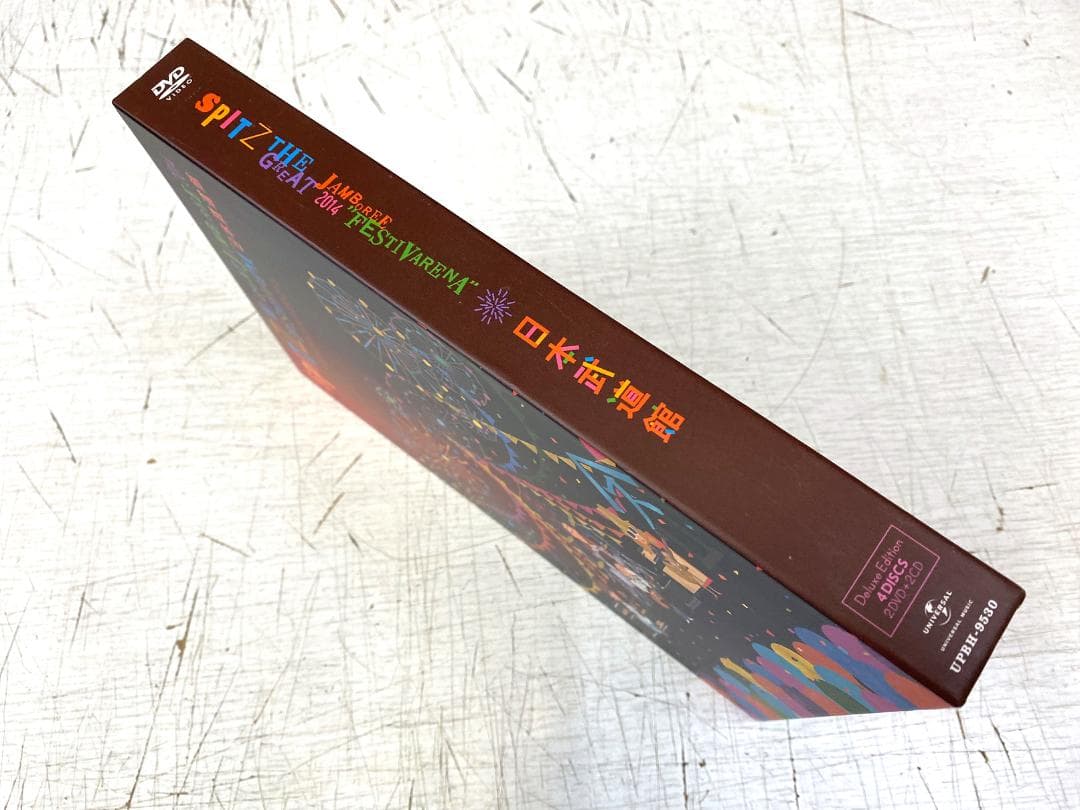 DVD
VIDEO
SPITZ
THE JAMBOREE
GREAT 2014
"FESTIVARENA"
日本武道館
Deluxe Edition
4DISCS
2DVD+2CD
UNIVERSAL
UNIVERSAL MUSIC
UPBH-9530